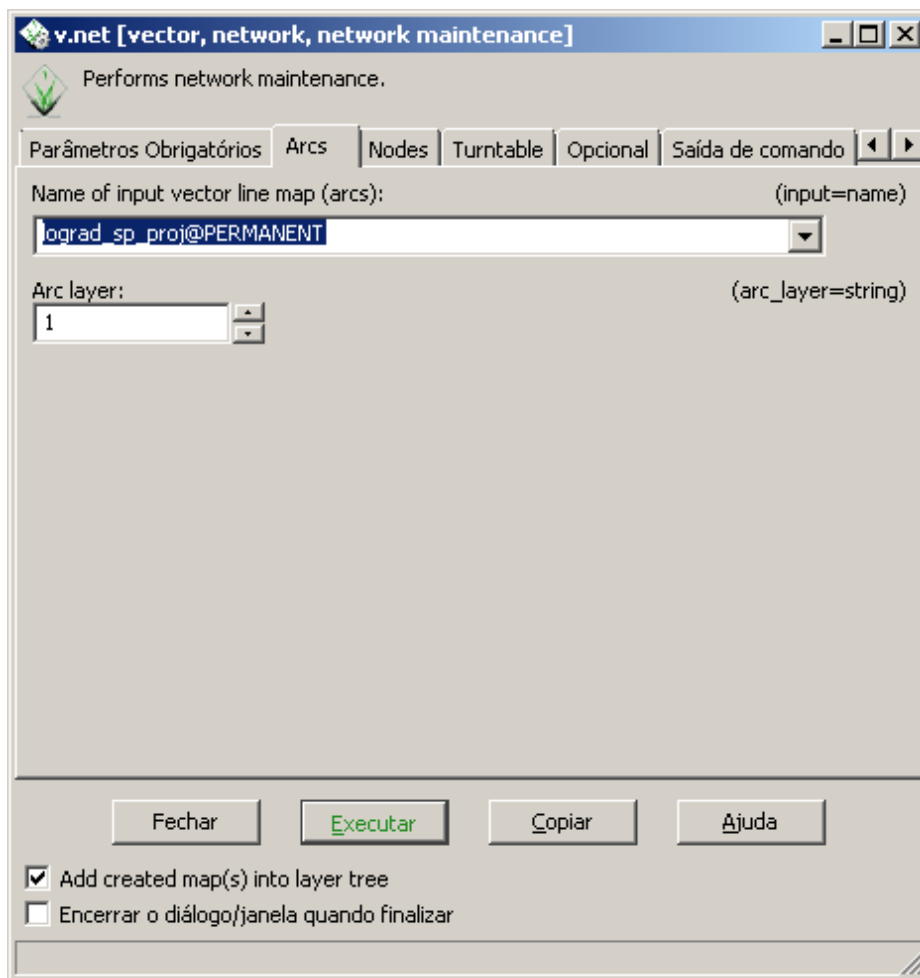 v.net [vector, network, network maintenance]
Performs network maintenance.
Parâmetros Obrigatórios Arcs Nodes Turntable Opcional Saída de comando
Name of input vector line map (arcs): (input=name)
lograd_sp_proj@PERMANENT
Arc layer: (arc_layer=string)
1
Fechar Executar Copiar Ajuda
Add created map(s) into layer tree
Encerrar o diálogo/janela quando finalizar